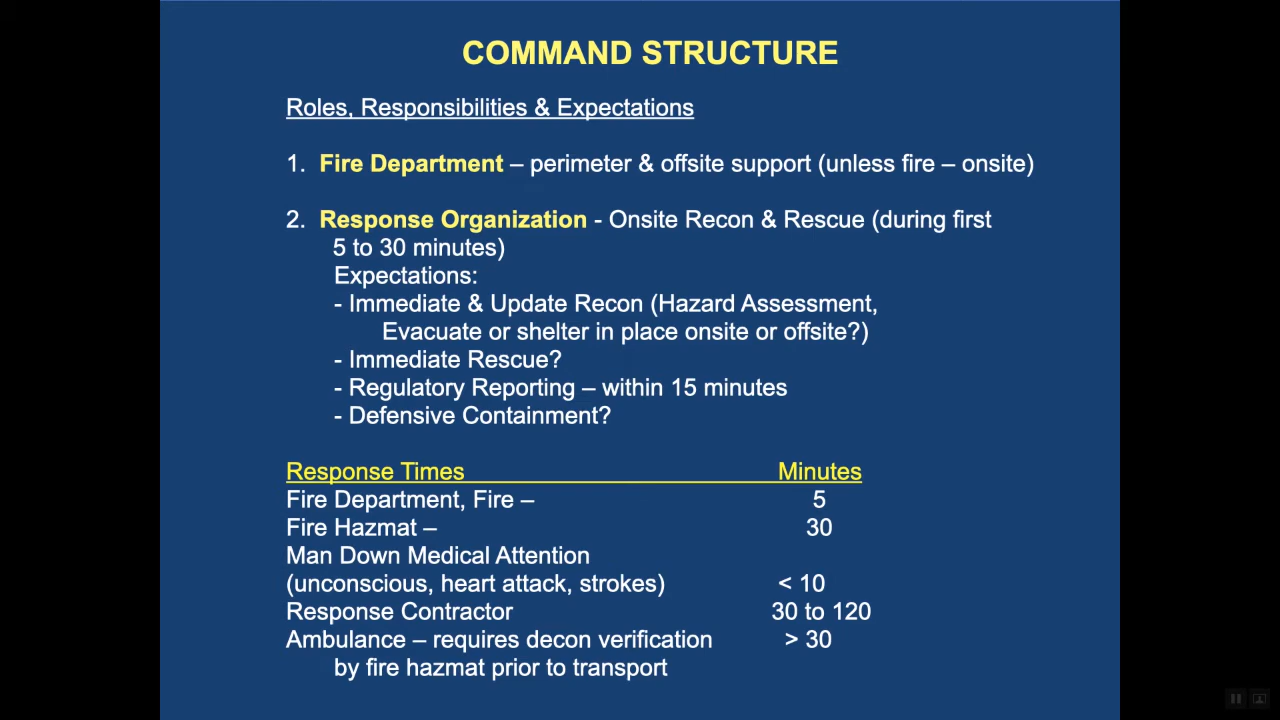 COMMAND STRUCTURE
Roles, Responsibilities & Expectations
1. Fire Department – perimeter & offsite support (unless fire – onsite)
2. Response Organization - Onsite Recon & Rescue (during first
5 to 30 minutes)
Expectations:
- Immediate & Update Recon (Hazard Assessment,
Evacuate or shelter in place onsite or offsite?)
- Immediate Rescue?
- Regulatory Reporting – within 15 minutes
- Defensive Containment?
Response Times Minutes
Fire Department, Fire – 5
Fire Hazmat – 30
Man Down Medical Attention
(unconscious, heart attack, strokes) < 10
Response Contractor 30 to 120
Ambulance – requires decon verification > 30
by fire hazmat prior to transport